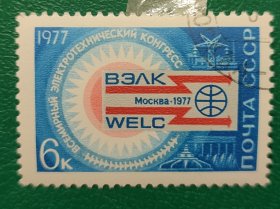 1977
ВСЕМИРНЫЙ ЭЛЕКТРОТЕХНИЧЕСКИЙ КОНГРЕСС
ВЭЛК
Москва-1977
WELC
6к
ПОЧТА СССР